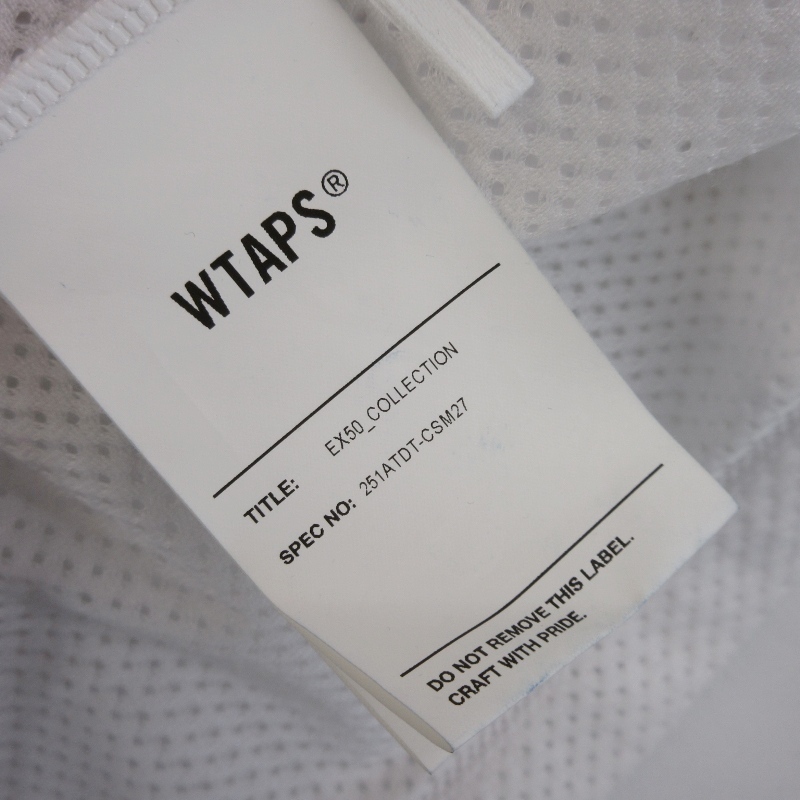 WTAPS®
TITLE: EX50_COLLECTION
SPEC NO: 251ATDT-CSM27
DO NOT REMOVE THIS LABEL.
CRAFT WITH PRIDE.